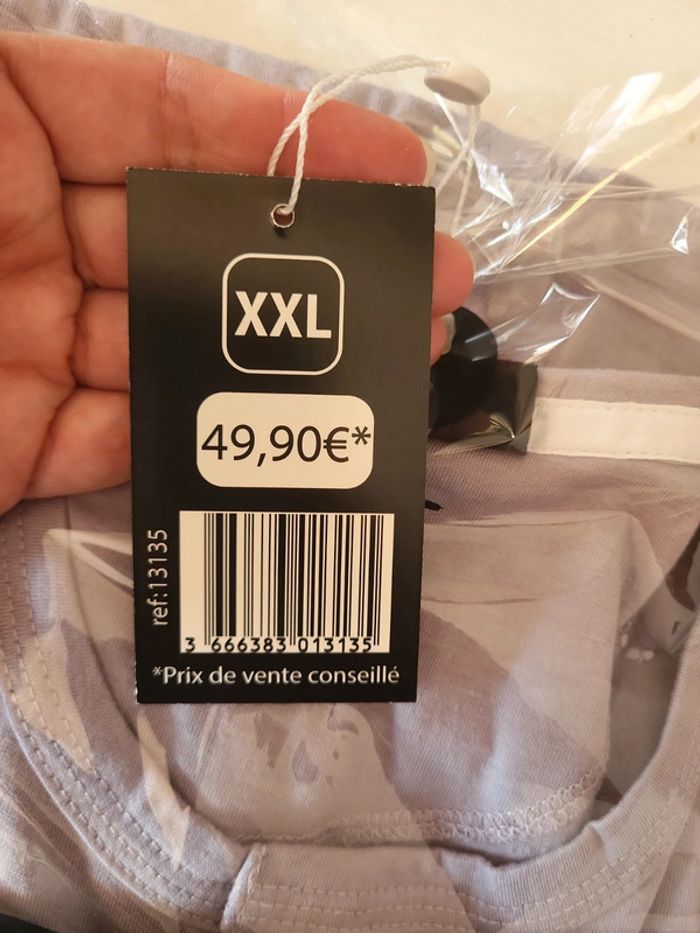 XXL
49,90€*
ref:13135
3 666383 013135
*Prix de vente conseillé